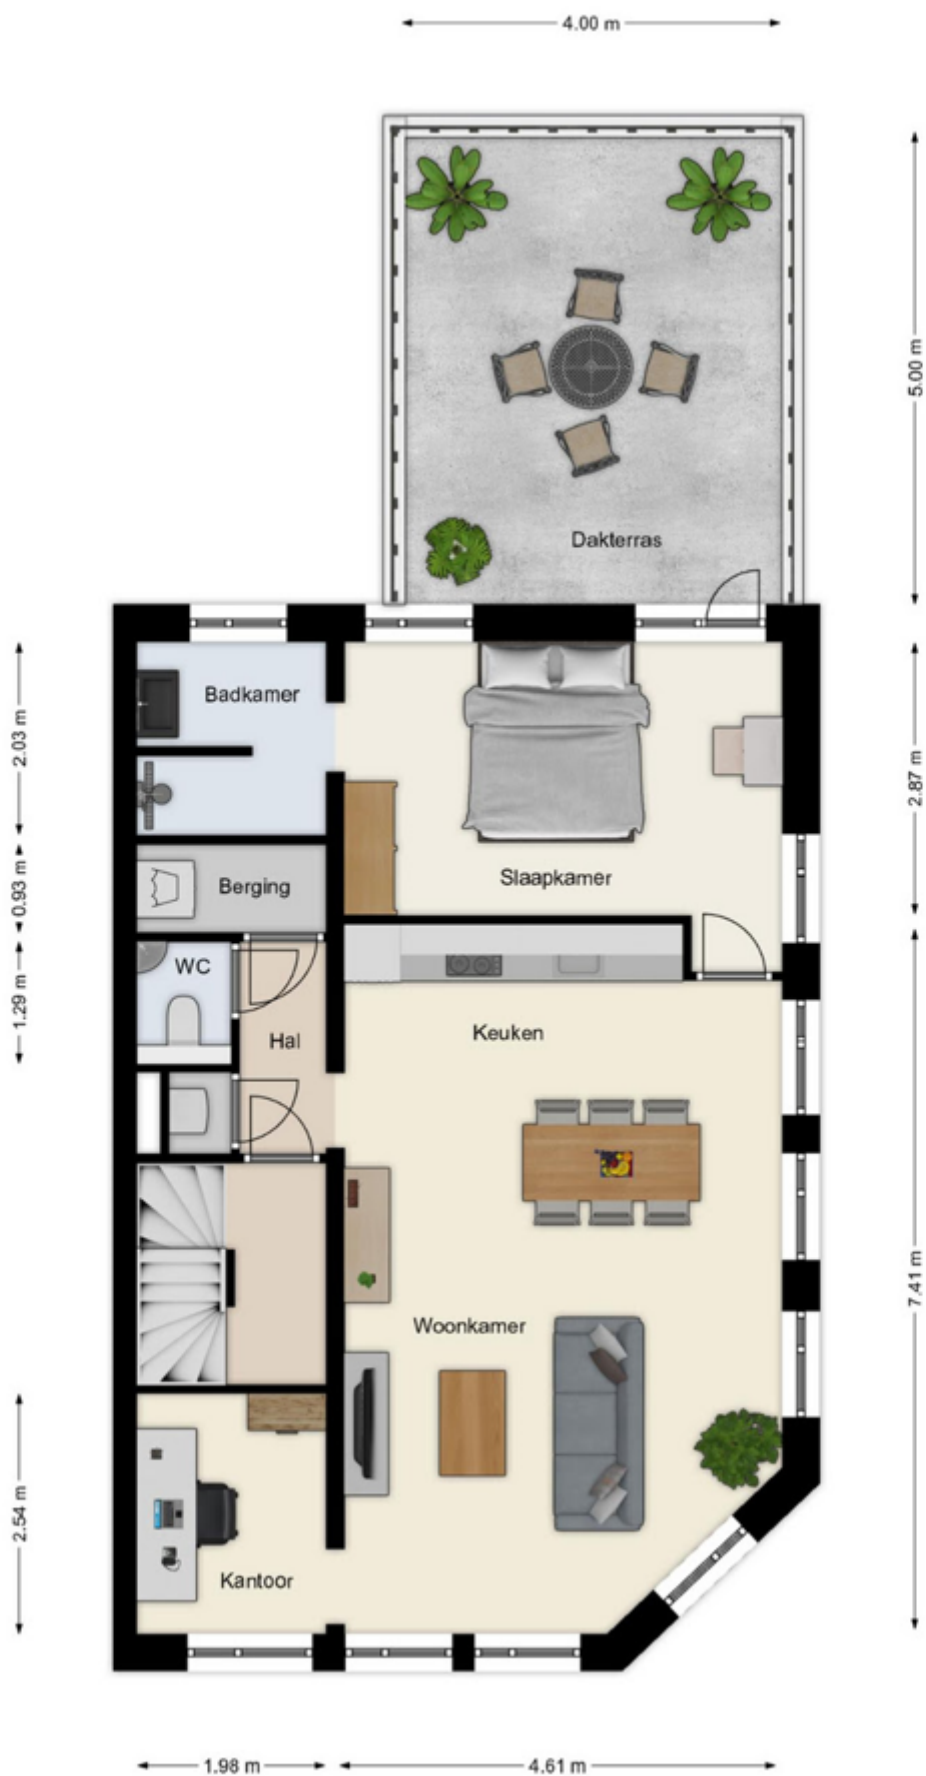 4.00 m
5.00 m
Dakterras
Badkamer
2.03 m
2.87 m
Slaapkamer
Berging
0.93 m
WC
1.29 m
Hal
Keuken
7.41 m
Woonkamer
2.54 m
Kantoor
1.98 m
4.61 m